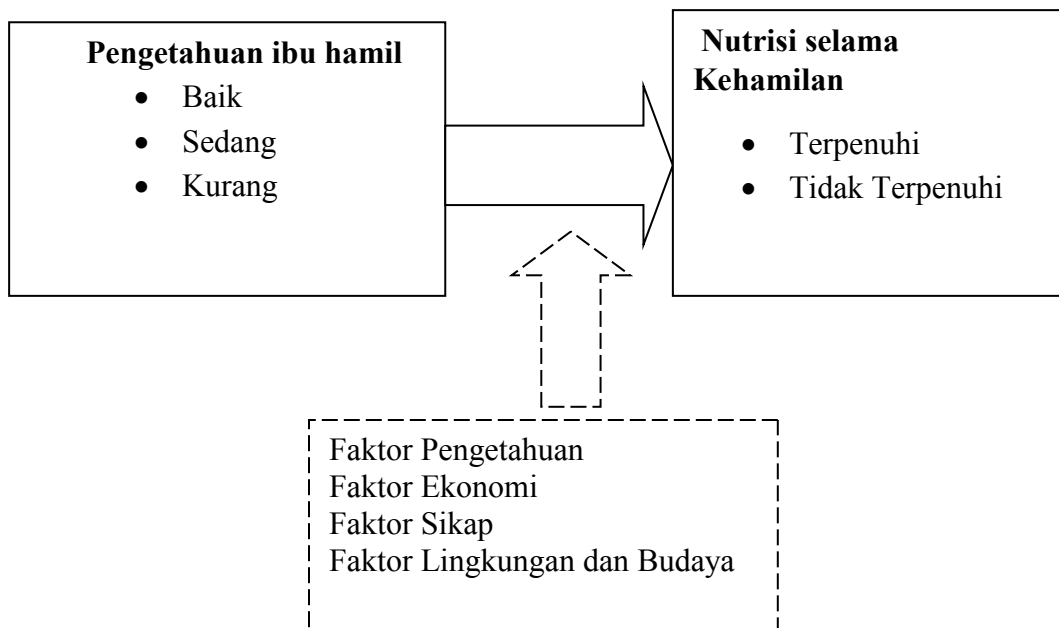 Pengetahuan ibu hamil
• Baik
• Sedang
• Kurang
Nutrisi selama
Kehamilan
• Terpenuhi
• Tidak Terpenuhi
Faktor Pengetahuan
Faktor Ekonomi
Faktor Sikap
Faktor Lingkungan dan Budaya